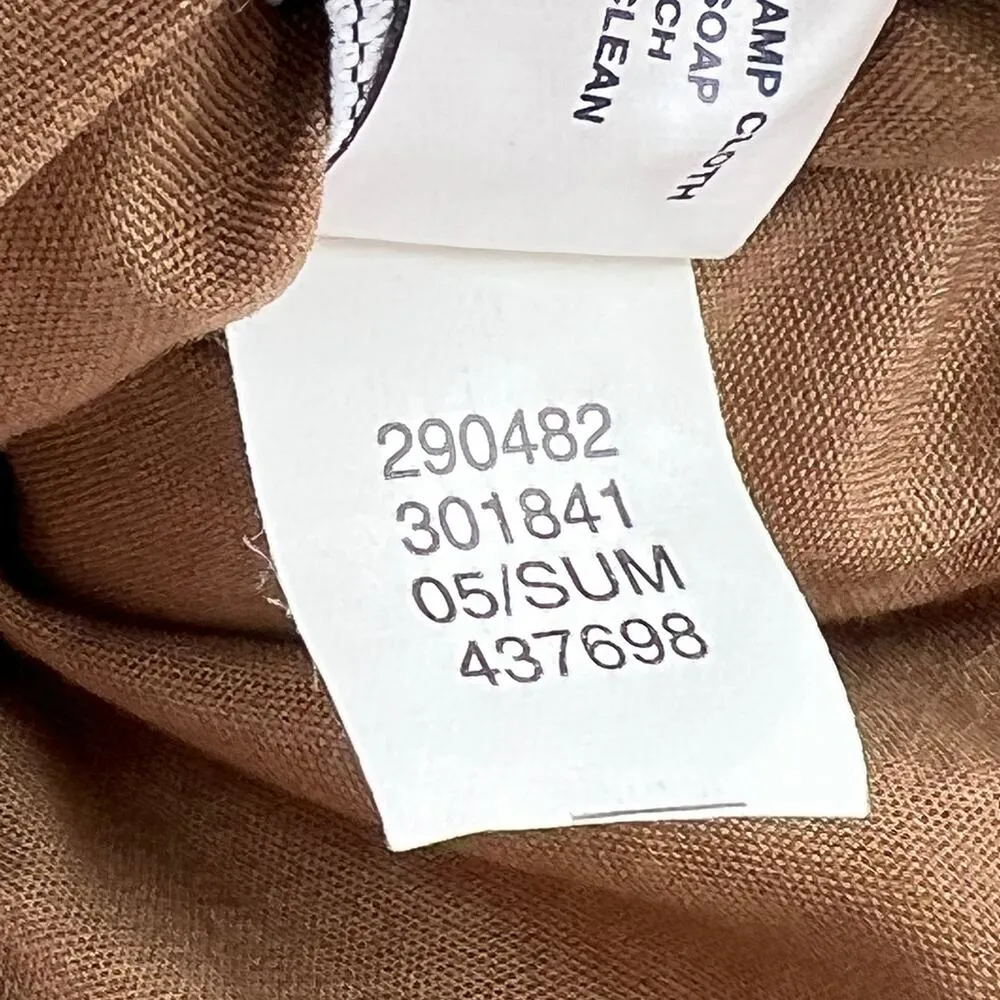 AMP CLOTH
SOAP
CH
CLEAN
290482
301841
05/SUM
437698